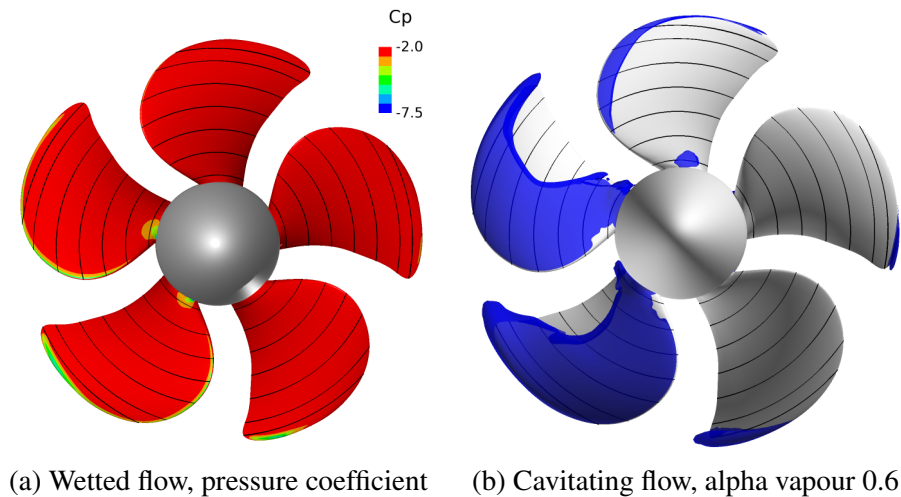 Cp
-2.0
-7.5
(a) Wetted flow, pressure coefficient
(b) Cavitating flow, alpha vapour 0.6